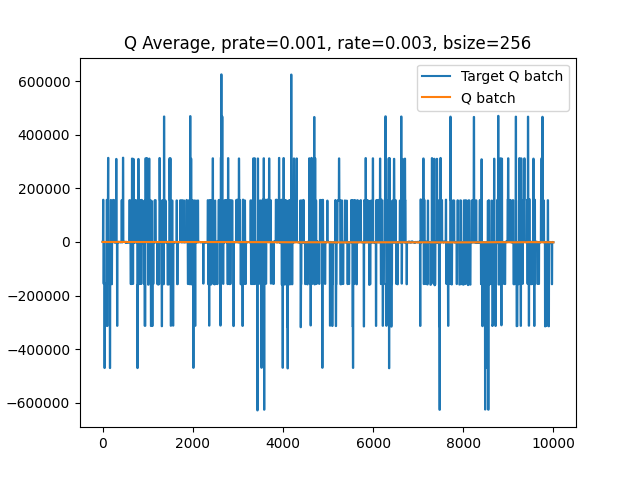 Q Average, prate=0.001, rate=0.003, bsize=256
Target Q batch
Q batch
600000
400000
200000
0
−200000
−400000
−600000
0 2000 4000 6000 8000 10000